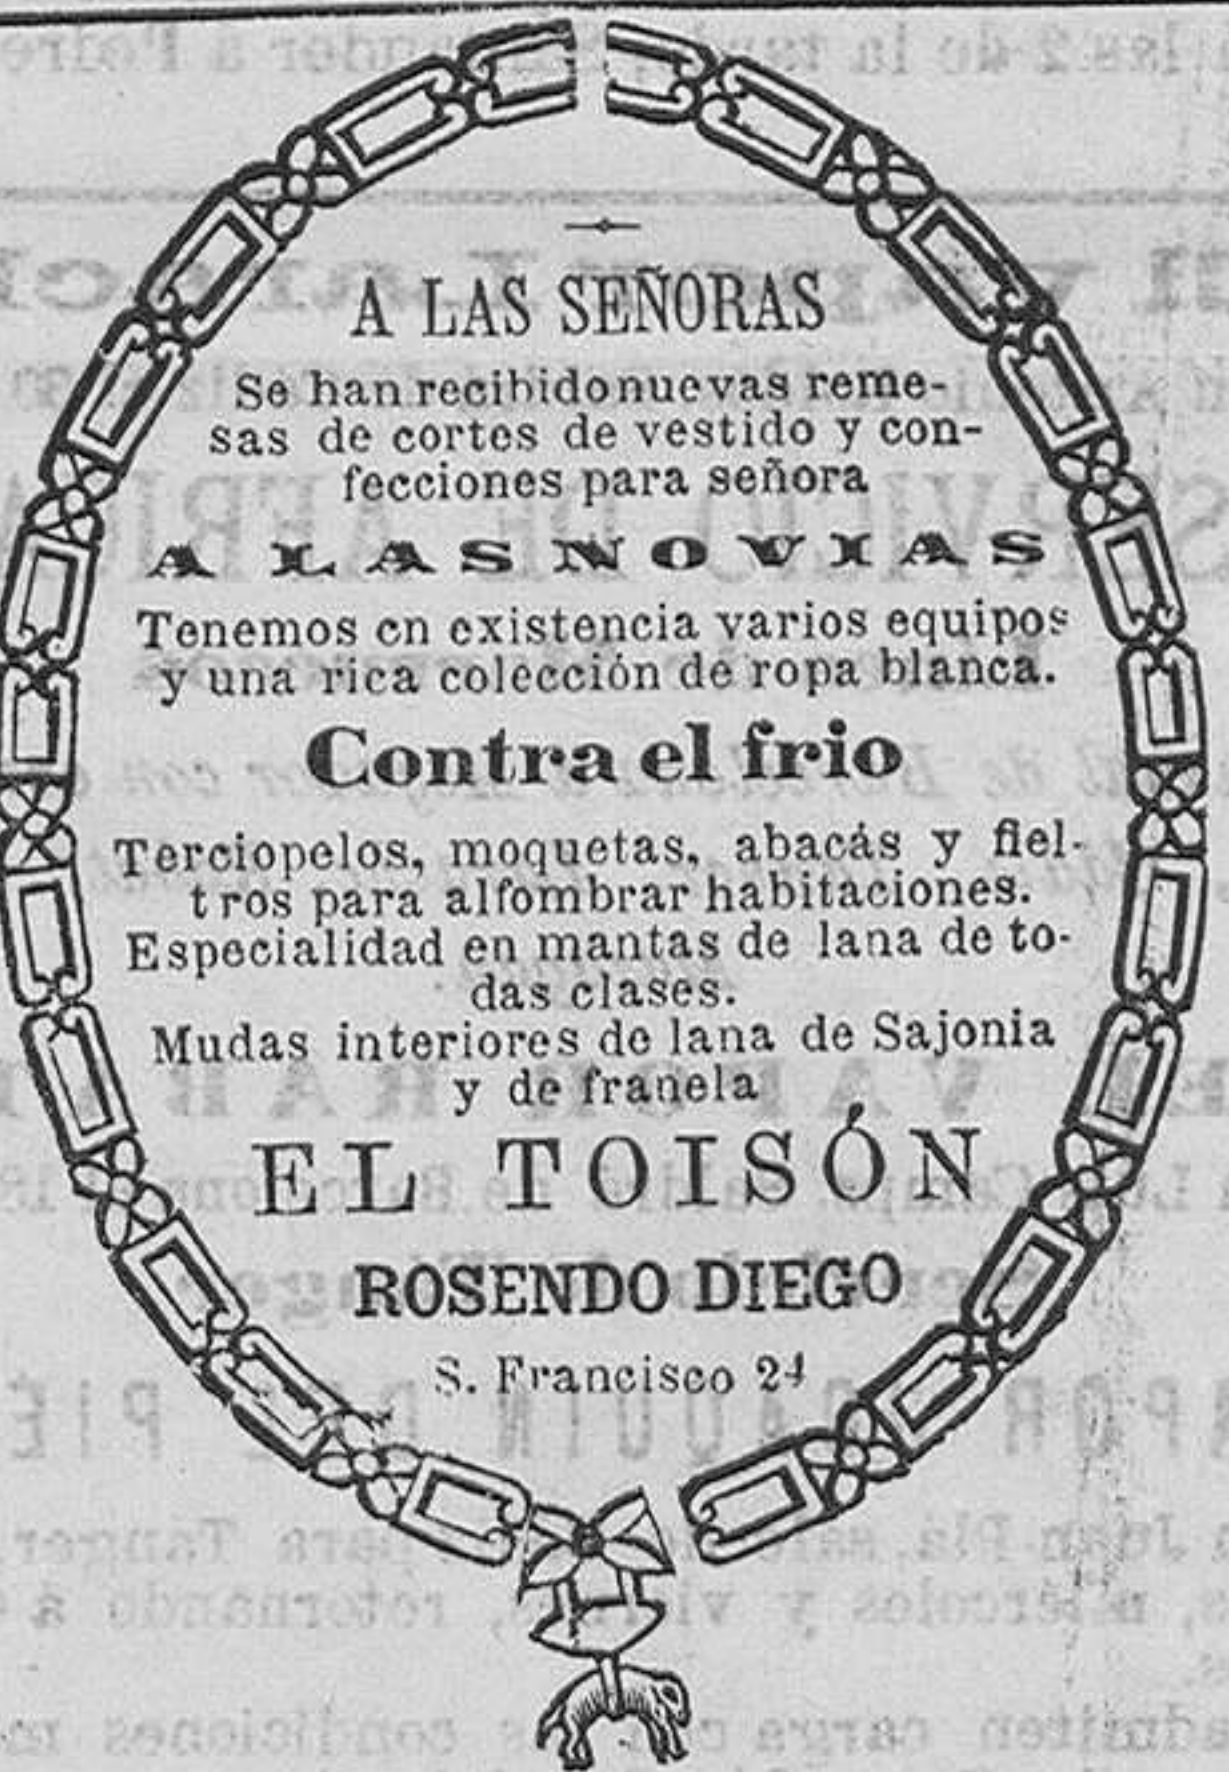 A LAS SEÑORAS
Se han recibido nuevas reme-
sas de cortes de vestido y con-
fecciones para señora
A LAS NOVIAS
Tenemos en existencia varios equipos
y una rica colección de ropa blanca.
Contra el frio
Terciopelos, moquetas, abacás y fiel-
tros para alfombrar habitaciones.
Especialidad en mantas de lana de to-
das clases.
Mudas interiores de lana de Sajonia
y de franela
EL TOISÓN
ROSENDO DIEGO
S. Francisco 24